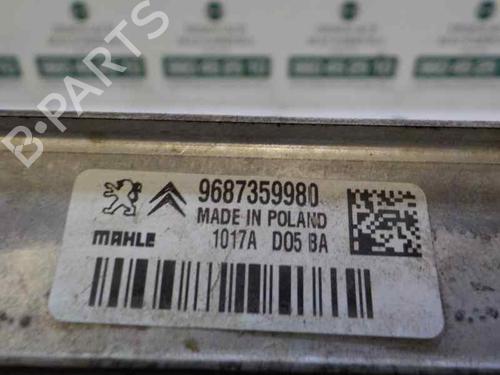 B-PARTS
9687359980
MADE IN POLAND
MAHLE
1017A D05 BA